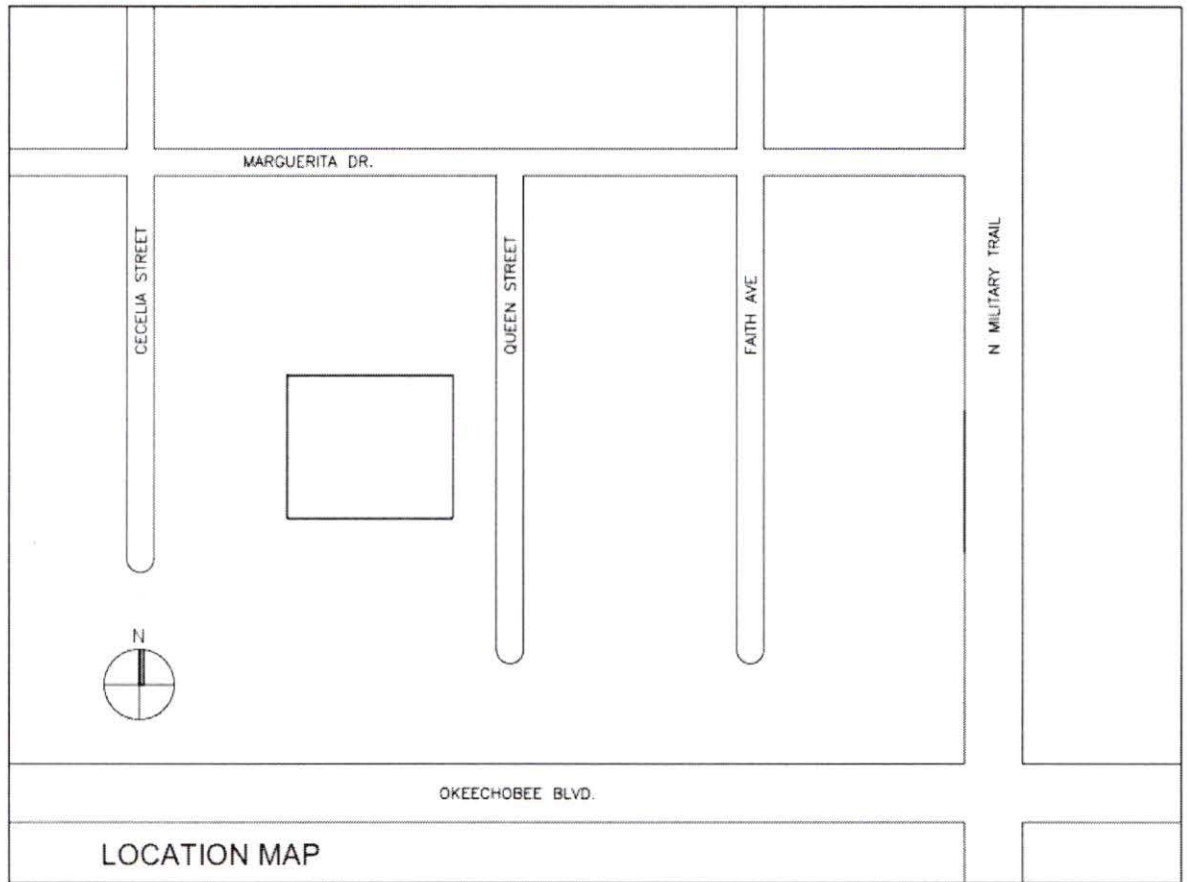 MARGUERITA DR.
CECELIA STREET
QUEEN STREET
FAITH AVE
N MILITARY TRAIL
N
OKEECHOBEE BLVD.
LOCATION MAP